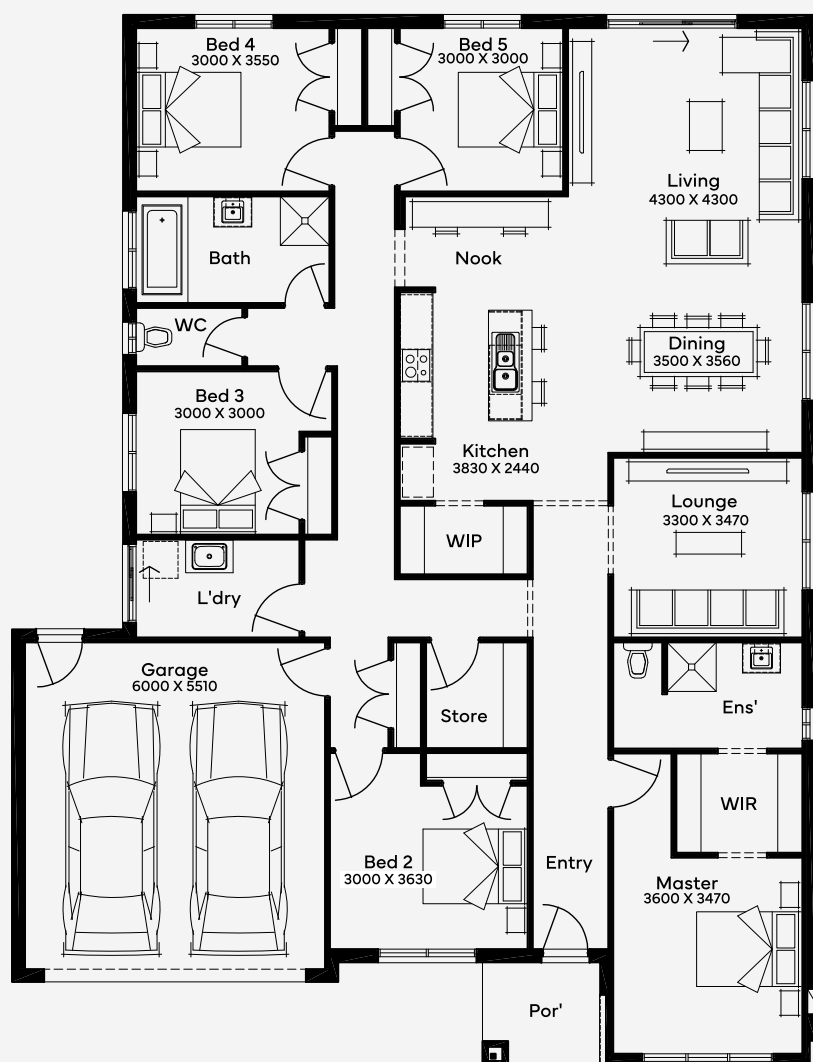 Bed 4
3000 X 3550
Bed 5
3000 X 3000
Living
4300 X 4300
Bath
Nook
WC
Dining
3500 X 3560
Bed 3
3000 X 3000
Kitchen
3830 X 2440
Lounge
3300 X 3470
WIP
L'dry
Garage
6000 X 5510
Store
Ens'
WIR
Bed 2
3000 X 3630
Entry
Master
3600 X 3470
Por'